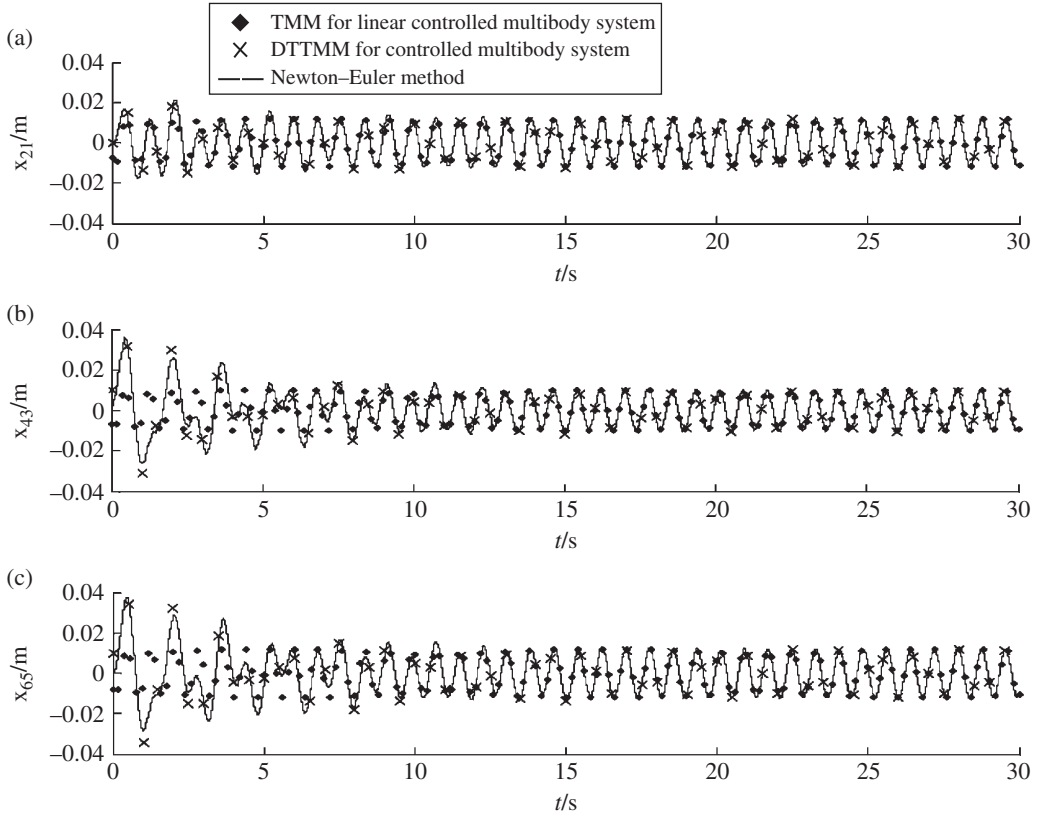 TMM for linear controlled multibody system
DTTMM for controlled multibody system
Newton–Euler method
(a)
0.04
0.02
0
−0.02
−0.04
x21/m
0 5 10 15 20 25 30
t/s
(b)
0.04
0.02
0
−0.02
−0.04
x43/m
0 5 10 15 20 25 30
t/s
(c)
0.04
0.02
0
−0.02
−0.04
x65/m
0 5 10 15 20 25 30
t/s